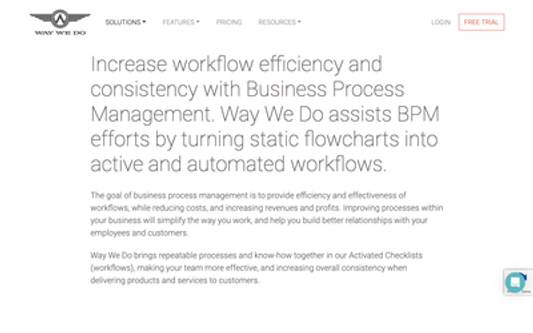 WAY WE DO
SOLUTIONS
FEATURES
PRICING
RESOURCES
LOGIN
FREE TRIAL
Increase workflow efficiency and
consistency with Business Process
Management. Way We Do assists BPM
efforts by turning static flowcharts into
active and automated workflows.
The goal of business process management is to provide efficiency and effectiveness of
workflows, while reducing costs, and increasing revenues and profits. Improving processes within
your business will simplify the way you work, and help you build better relationships with your
employees and customers.
Way We Do brings repeatable processes and know-how together in our Activated Checklists
(workflows), making your team more effective, and increasing overall consistency when
delivering products and services to customers.